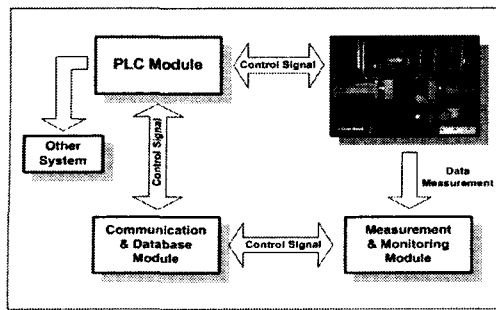 PLC Module
Control Signal
Other
System
Control Signal
Data
Measurement
Communication
& Database
Module
Control Signal
Measurement
& Monitoring
Module